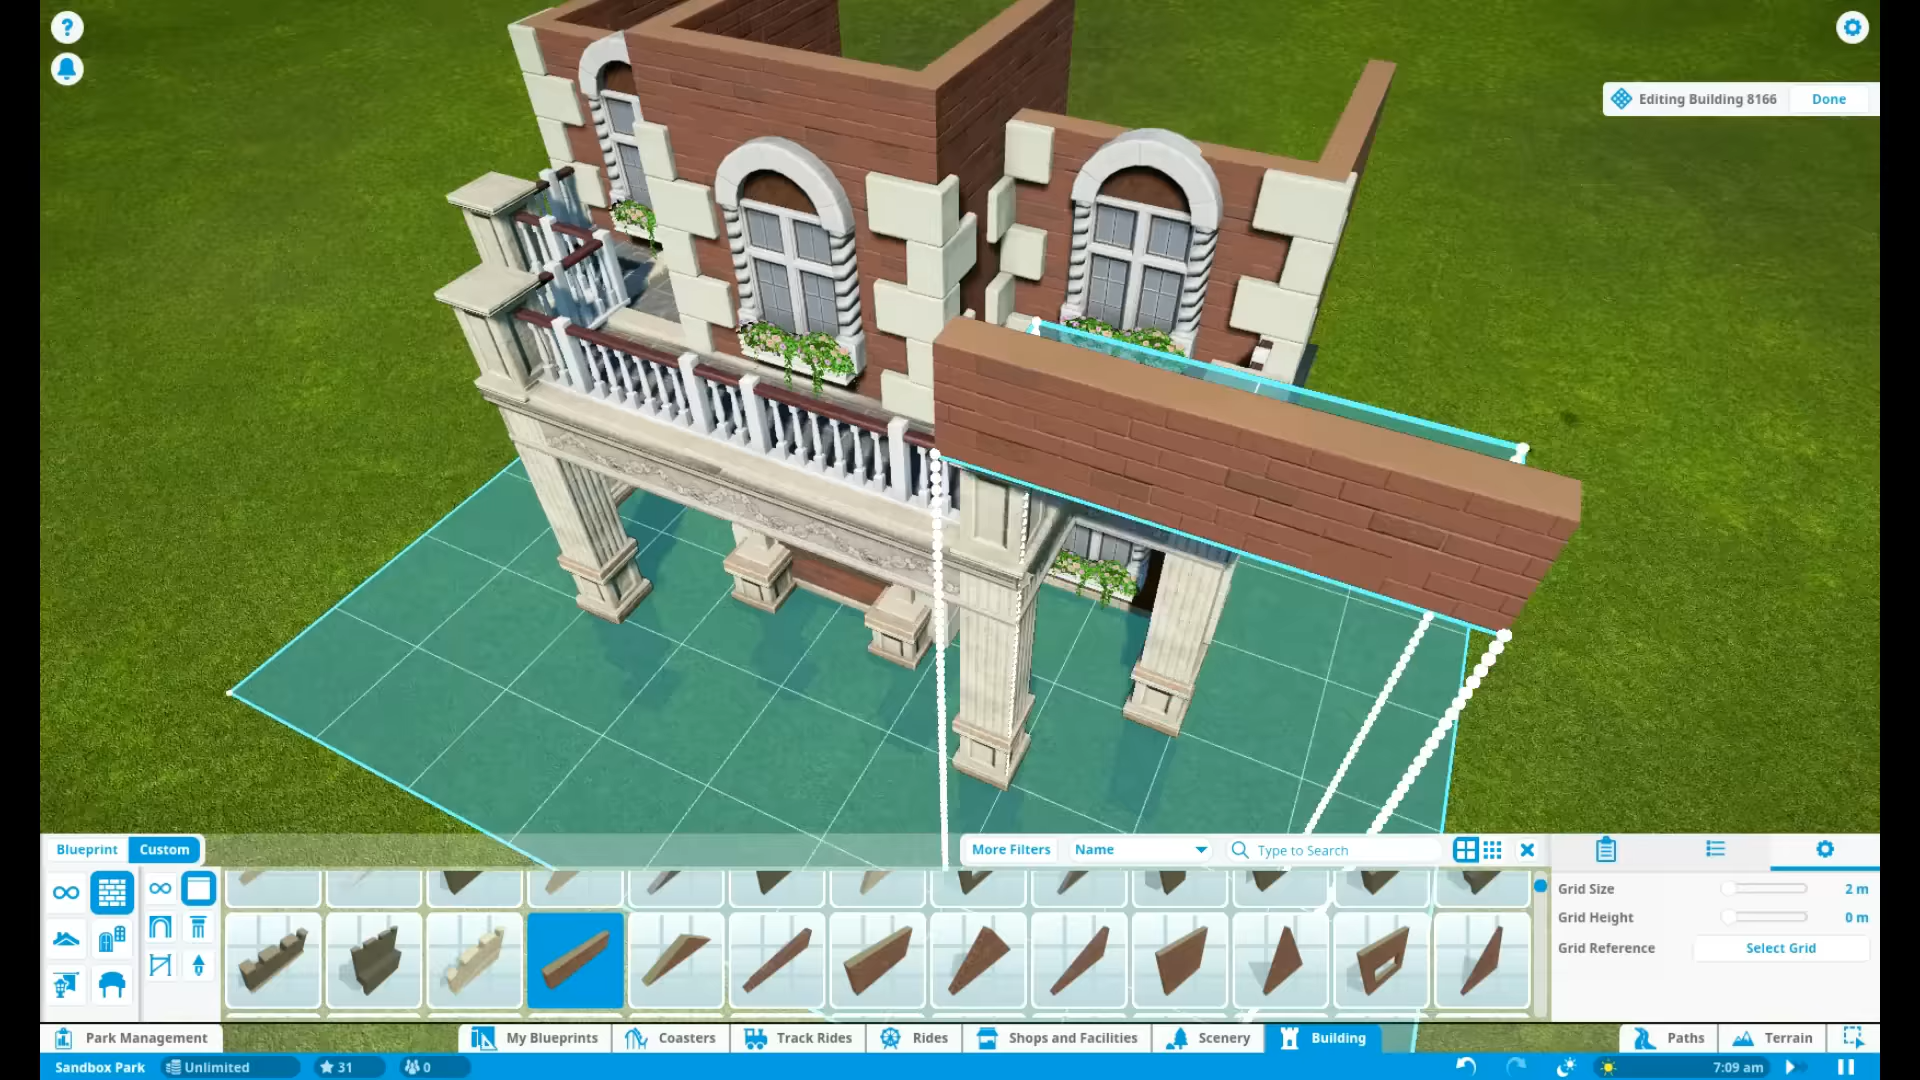 ?
Editing Building 8166 Done
Blueprint Custom
More Filters Name Type to Search
Grid Size 2 m
Grid Height 0 m
Grid Reference Select Grid
Park Management My Blueprints Coasters Track Rides Rides Shops and Facilities Scenery Building Paths Terrain
Sandbox Park Unlimited 31 0 7:09 am